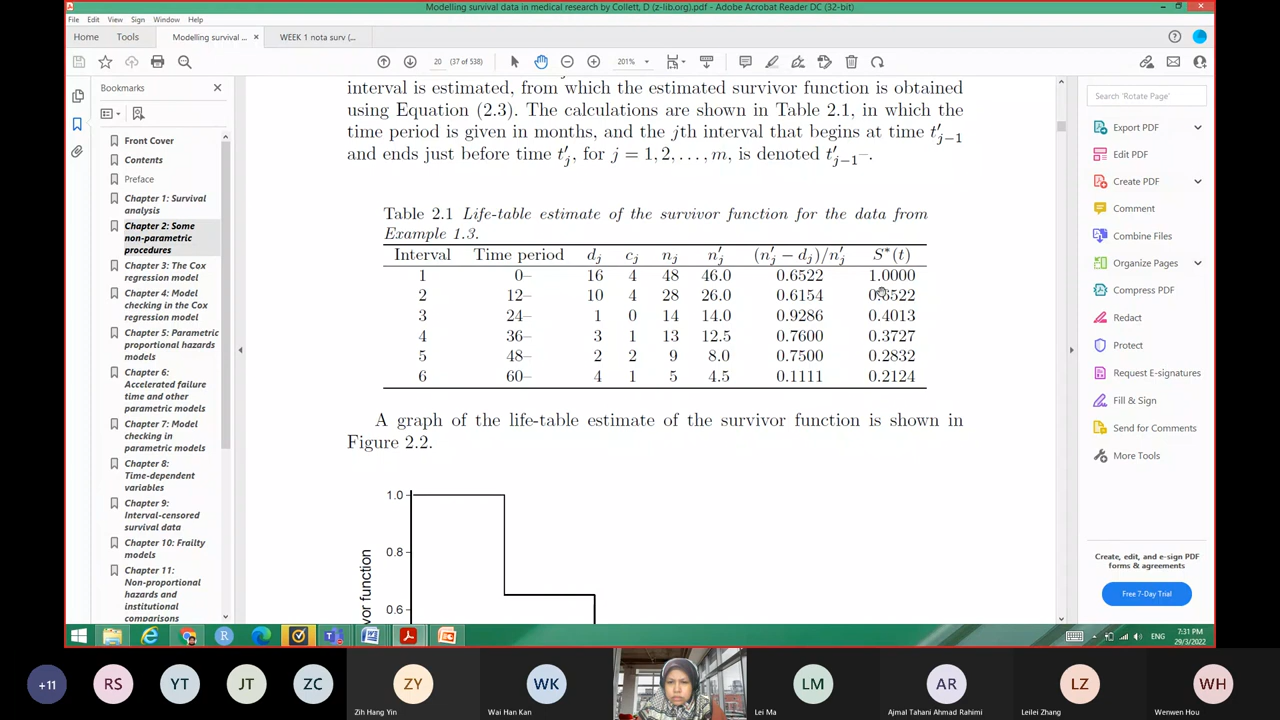 Modelling survival data in medical research by Collett, D (z-lib.org).pdf - Adobe Acrobat Reader DC (32-bit)
File Edit View Sign Window Help
Home Tools Modelling survival ... × WEEK 1 nota surv (...
20 (37 of 538) 201%
Bookmarks ×
Front Cover
Contents
Preface
Chapter 1: Survival
analysis
Chapter 2: Some
non-parametric
procedures
Chapter 3: The Cox
regression model
Chapter 4: Model
checking in the Cox
regression model
Chapter 5: Parametric
proportional hazards
models
Chapter 6:
Accelerated failure
time and other
parametric models
Chapter 7: Model
checking in
parametric models
Chapter 8:
Time-dependent
variables
Chapter 9:
Interval-censored
survival data
Chapter 10: Frailty
models
Chapter 11:
Non-proportional
hazards and
institutional
comparisons
interval is estimated, from which the estimated survivor function is obtained
using Equation (2.3). The calculations are shown in Table 2.1, in which the
time period is given in months, and the jth interval that begins at time t′j−1
and ends just before time t′j, for j = 1, 2, . . . , m, is denoted t′j−1–.
Table 2.1 Life-table estimate of the survivor function for the data from
Example 1.3.
Interval Time period dj cj nj n′j (n′j − dj)/n′j S*(t)
1 0– 16 4 48 46.0 0.6522 1.0000
2 12– 10 4 28 26.0 0.6154 0.6522
3 24– 1 0 14 14.0 0.9286 0.4013
4 36– 3 1 13 12.5 0.7600 0.3727
5 48– 2 2 9 8.0 0.7500 0.2832
6 60– 4 1 5 4.5 0.1111 0.2124
A graph of the life-table estimate of the survivor function is shown in
Figure 2.2.
1.0
0.8
0.6
function
Search 'Rotate Page'
Export PDF
Edit PDF
Create PDF
Comment
Combine Files
Organize Pages
Compress PDF
Redact
Protect
Request E-signatures
Fill & Sign
Send for Comments
More Tools
Create, edit, and e-sign PDF
forms & agreements
Free 7-Day Trial
ENG
7:31 PM
29/3/2022
+11 RS YT JT ZC ZY WK LM AR LZ WH
Zih Hang Yin Wai Han Kan Lei Ma Ajmal Tahani Ahmad Rahimi Leilei Zhang Wenwen Hou